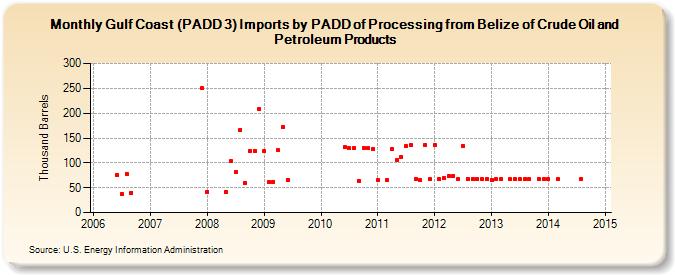 Monthly Gulf Coast (PADD 3) Imports by PADD of Processing from Belize of Crude Oil and
Petroleum Products
Thousand Barrels
300
250
200
150
100
50
0
2006 2007 2008 2009 2010 2011 2012 2013 2014 2015
Source: U.S. Energy Information Administration